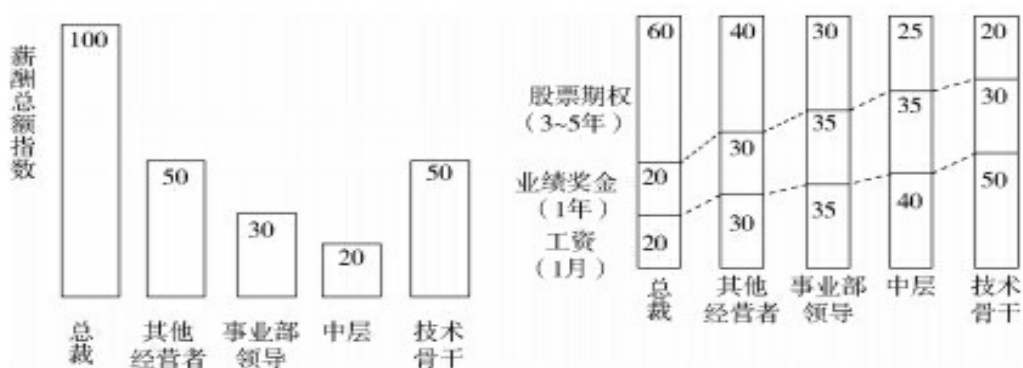 薪酬总额指数
100
50
30
20
50
总裁
其他
经营者
事业部
领导
中层
技术
骨干
股票期权
（3~5年）
业绩奖金
（1年）
工资
（1月）
60
40
30
25
20
20
30
35
35
30
20
30
35
40
50
总裁
其他
经营者
事业部
领导
中层
技术
骨干